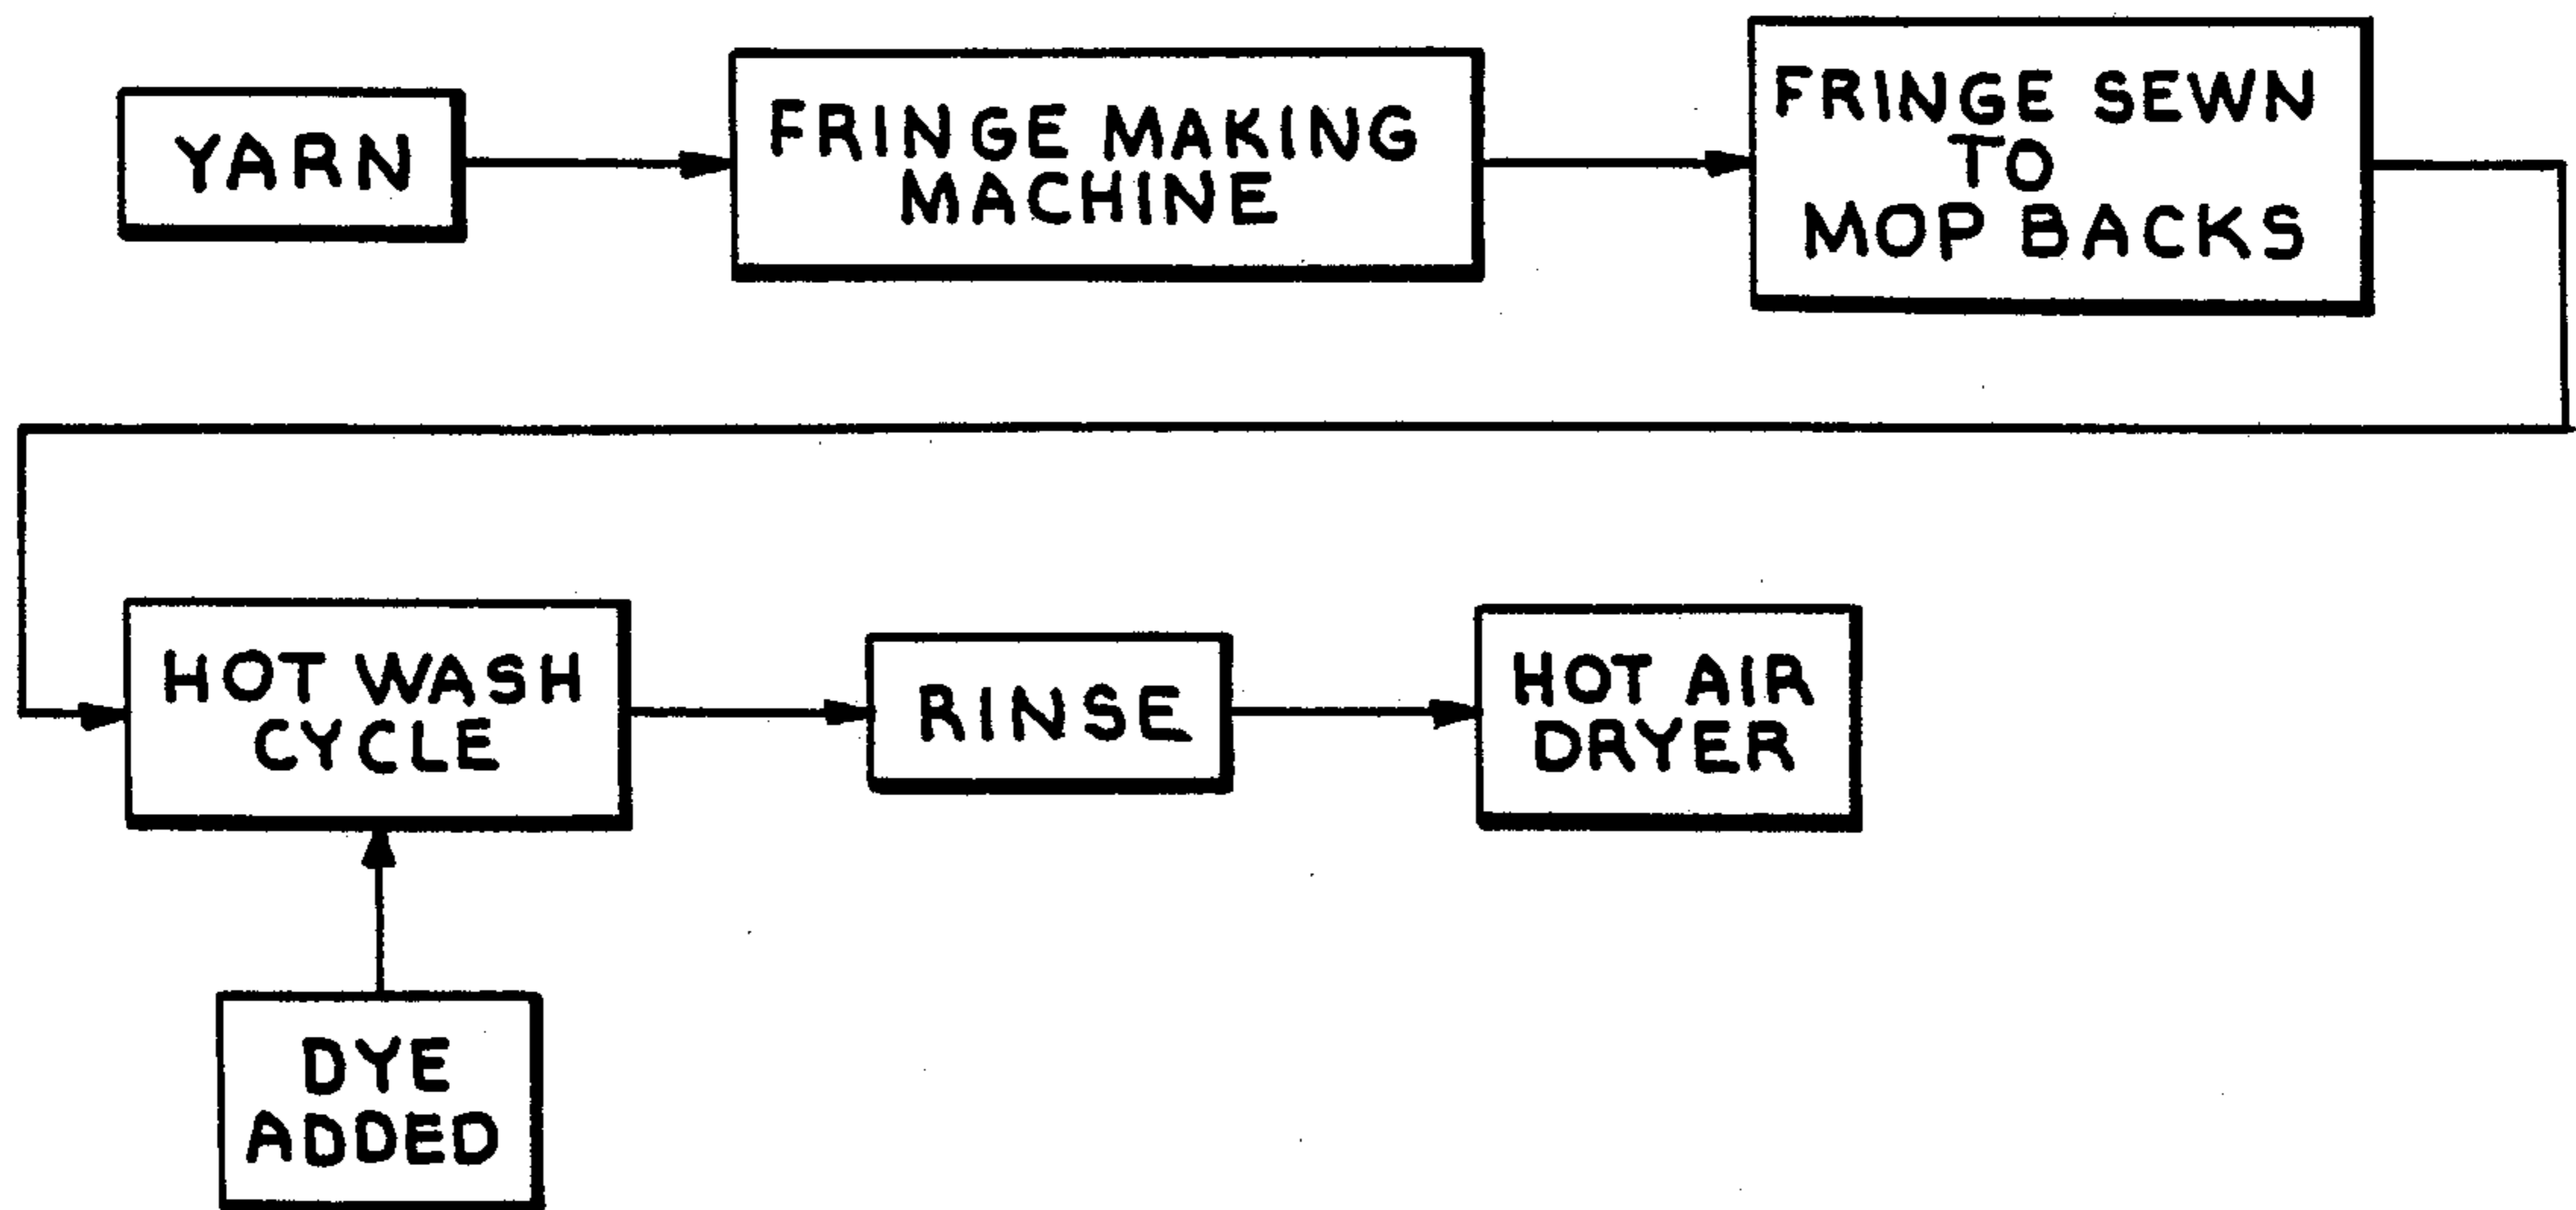 YARN
FRINGE MAKING
MACHINE
FRINGE SEWN
TO
MOP BACKS
HOT WASH
CYCLE
RINSE
HOT AIR
DRYER
DYE
ADDED